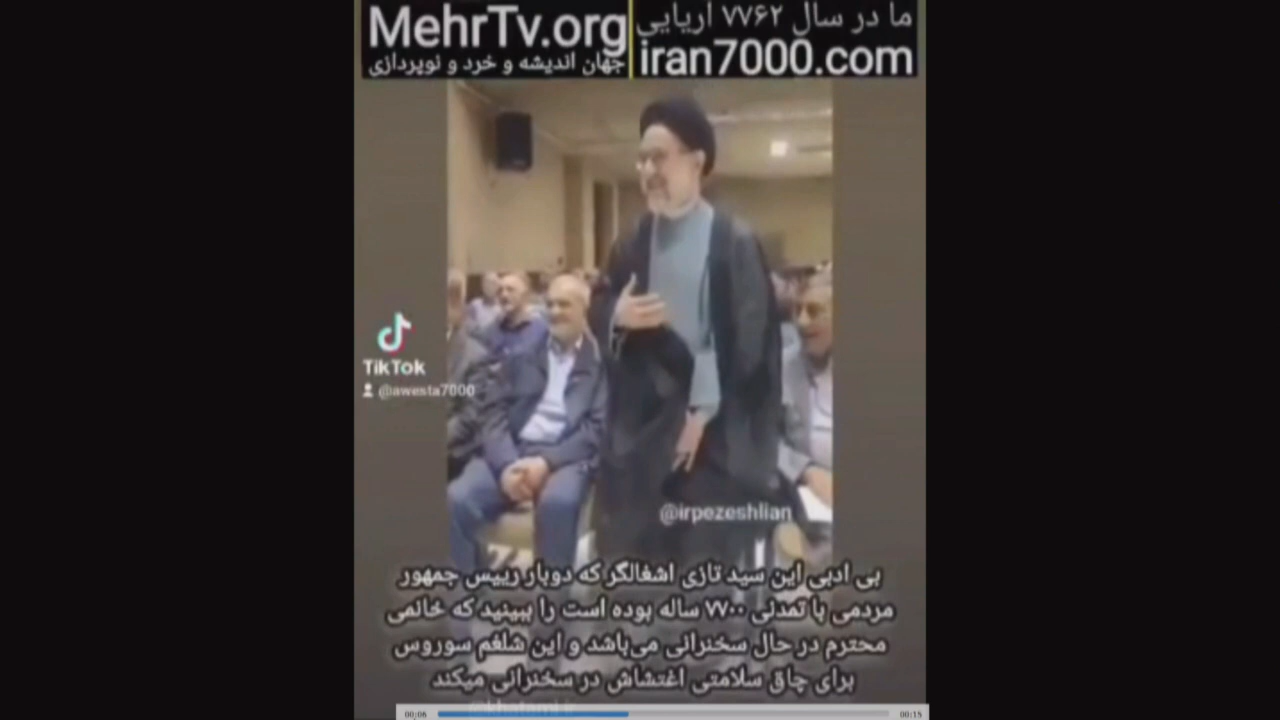 MehrTv.org
جهان اندیشه و خرد و نوپردازی
ما در سال ۷۷۶۲ آریایی
iran7000.com
TikTok
@awesta7000
@irpezeshlian
بی ادبی این سید تازی اشغالگر که دوبار رییس جمهور
مردمی با تمدنی ۷۷۰۰ ساله بوده است را ببینید که خانمی
محترم در حال سخنرانی می‌باشد و این شلغم سوروس
برای چاق سلامتی اغتشاش در سخنرانی میکند
00:06
00:15